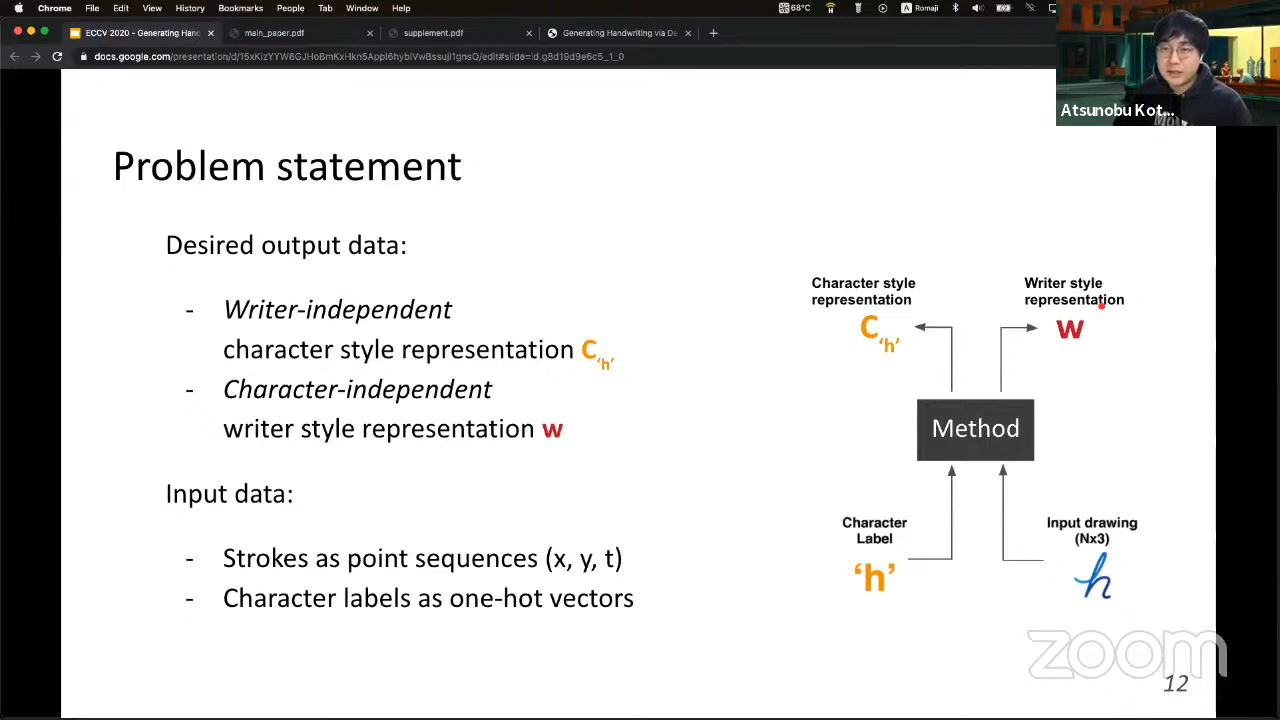 Chrome File Edit View History Bookmarks People Tab Window Help
68°C A Romaji
ECCV 2020 - Generating Hand
main_paper.pdf
supplement.pdf
Generating Handwriting via De
Problem statement
Desired output data:
- Writer-independent
character style representation C'h'
- Character-independent
writer style representation w
Input data:
- Strokes as point sequences (x, y, t)
- Character labels as one-hot vectors
Character style
representation
C'h'
Writer style
representation
w
Method
Character
Label
'h'
Input drawing
(Nx3)
h
Atsunobu Kot...
zoom
12